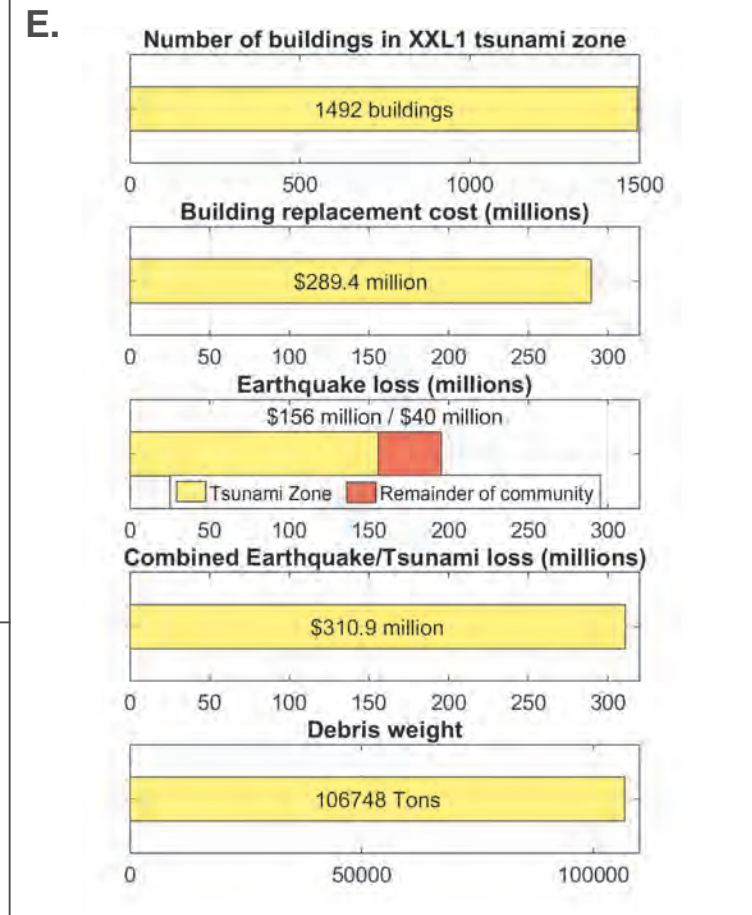 E.
Number of buildings in XXL1 tsunami zone
1492 buildings
0 500 1000 1500
Building replacement cost (millions)
$289.4 million
0 50 100 150 200 250 300
Earthquake loss (millions)
$156 million / $40 million
Tsunami Zone Remainder of community
0 50 100 150 200 250 300
Combined Earthquake/Tsunami loss (millions)
$310.9 million
0 50 100 150 200 250 300
Debris weight
106748 Tons
0 50000 100000